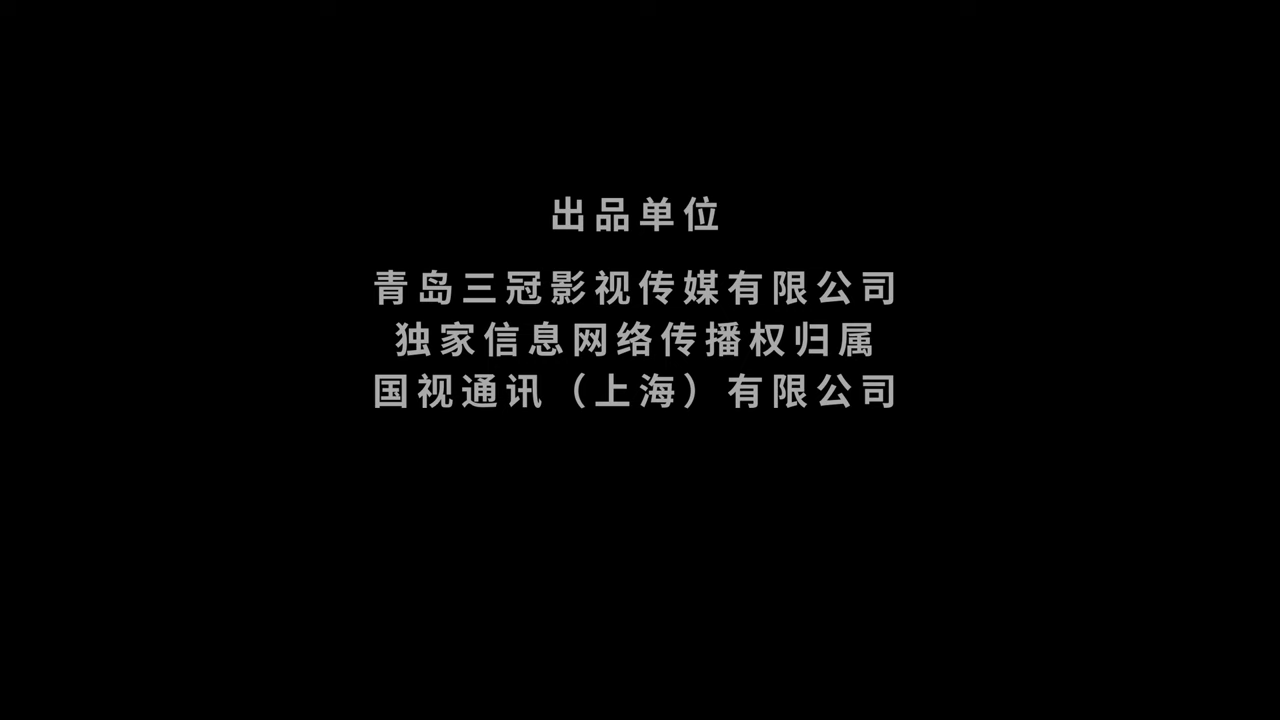 出品单位
青岛三冠影视传媒有限公司
独家信息网络传播权归属
国视通讯（上海）有限公司